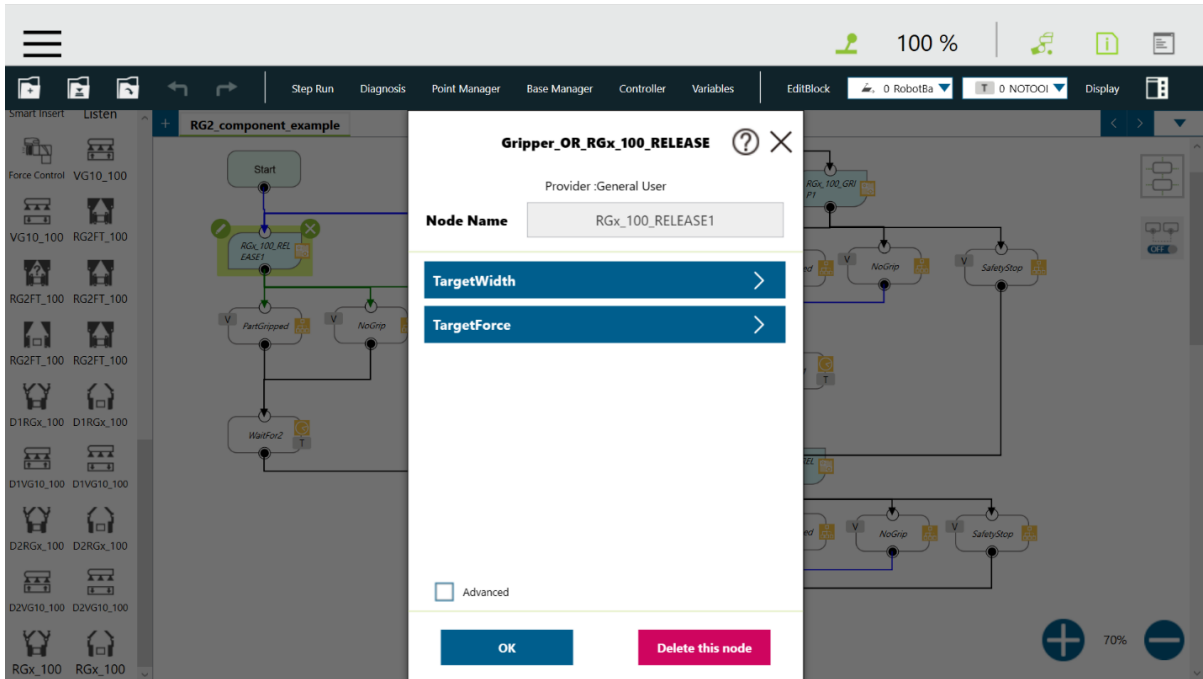 100 %
Step Run
Diagnosis
Point Manager
Base Manager
Controller
Variables
EditBlock
0 RobotBa
T 0 NOTOOl
Display
Smart Insert
Listen
Force Control
VG10_100
VG10_100
RG2FT_100
RG2FT_100
RG2FT_100
RG2FT_100
RG2FT_100
D1RGx_100
D1RGx_100
D1VG10_100
D1VG10_100
D2RGx_100
D2RGx_100
D2VG10_100
D2VG10_100
RGx_100
RGx_100
+ RG2_component_example
Start
RGx_100_REL
EASE1
V
PartGripped
V
NoGrip
WaitFor2
T
Gripper_OR_RGx_100_RELEASE
Provider :General User
Node Name
RGx_100_RELEASE1
TargetWidth
TargetForce
Advanced
OK
Delete this node
RGx_100_GRI
P1
V
NoGrip
V
SafetyStop
T
V
NoGrip
V
SafetyStop
OFF
70%